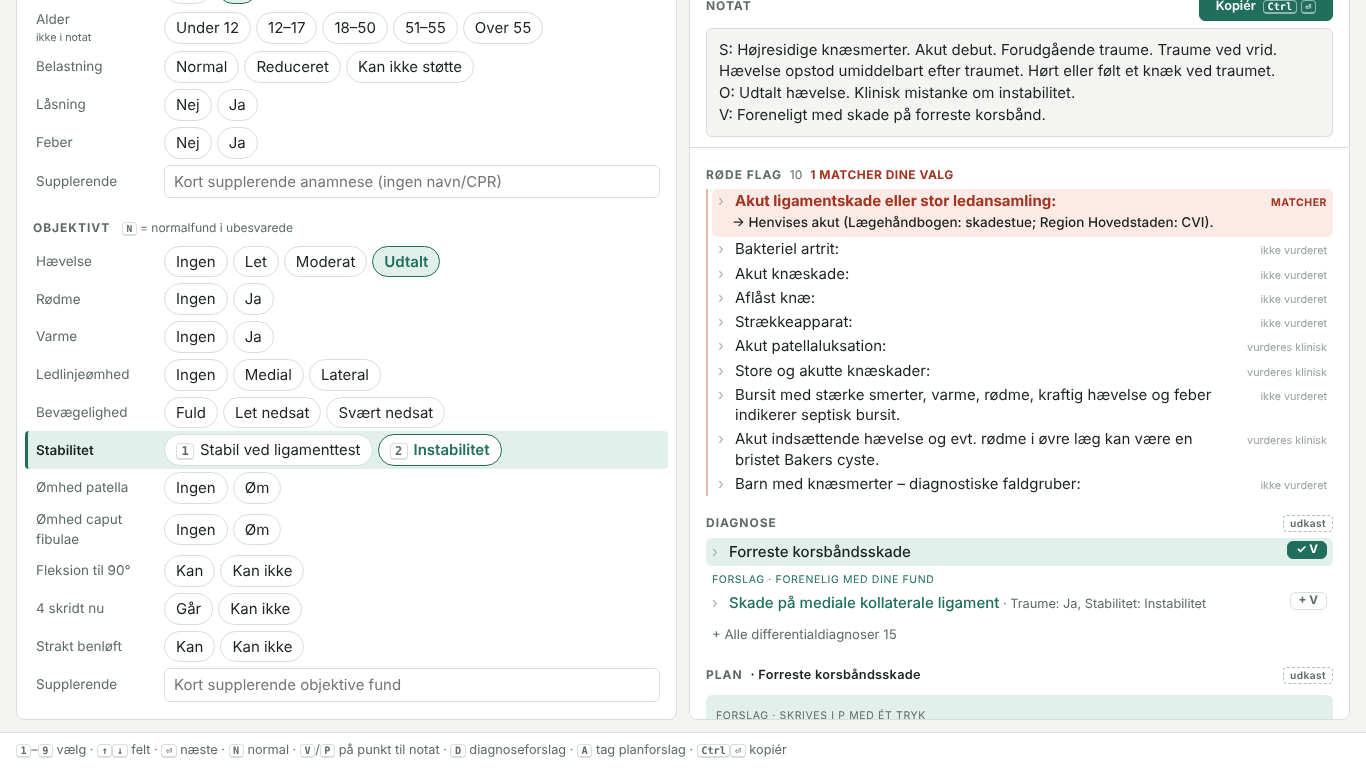 Alder
ikke i notat
Under 12
12–17
18–50
51–55
Over 55
Belastning
Normal
Reduceret
Kan ikke støtte
Låsning
Nej
Ja
Feber
Nej
Ja
Supplerende
Kort supplerende anamnese (ingen navn/CPR)
OBJEKTIVT N = normalfund i ubesvarede
Hævelse
Ingen
Let
Moderat
Udtalt
Rødme
Ingen
Ja
Varme
Ingen
Ja
Ledlinjeømhed
Ingen
Medial
Lateral
Bevægelighed
Fuld
Let nedsat
Svært nedsat
Stabilitet
1 Stabil ved ligamenttest
2 Instabilitet
Ømhed patella
Ingen
Øm
Ømhed caput
fibulae
Ingen
Øm
Fleksion til 90°
Kan
Kan ikke
4 skridt nu
Går
Kan ikke
Strakt benløft
Kan
Kan ikke
Supplerende
Kort supplerende objektive fund
NOTAT
Kopiér Ctrl ⏎
S: Højresidige knæsmerter. Akut debut. Forudgående traume. Traume ved vrid.
Hævelse opstod umiddelbart efter traumet. Hørt eller følt et knæk ved traumet.
O: Udtalt hævelse. Klinisk mistanke om instabilitet.
V: Foreneligt med skade på forreste korsbånd.
RØDE FLAG 10 1 MATCHER DINE VALG
› Akut ligamentskade eller stor ledansamling: MATCHER
→ Henvises akut (Lægehåndbogen: skadestue; Region Hovedstaden: CVI).
› Bakteriel artrit: ikke vurderet
› Akut knæskade: ikke vurderet
› Aflåst knæ: ikke vurderet
› Strækkeapparat: ikke vurderet
› Akut patellaluksation: vurderes klinisk
› Store og akutte knæskader: vurderes klinisk
› Bursit med stærke smerter, varme, rødme, kraftig hævelse og feber ikke vurderet
indikerer septisk bursit.
› Akut indsættende hævelse og evt. rødme i øvre læg kan være en vurderes klinisk
bristet Bakers cyste.
› Barn med knæsmerter – diagnostiske faldgruber: ikke vurderet
DIAGNOSE udkast
› Forreste korsbåndsskade ✓ V
FORSLAG · FORENELIG MED DINE FUND
› Skade på mediale kollaterale ligament · Traume: Ja, Stabilitet: Instabilitet + V
+ Alle differentialdiagnoser 15
PLAN · Forreste korsbåndsskade udkast
FORSLAG · SKRIVES I P MED ÉT TRYK
1–9 vælg · ↑↓ felt · ⏎ næste · N normal · V/P på punkt til notat · D diagnoseforslag · A tag planforslag · Ctrl ⏎ kopiér